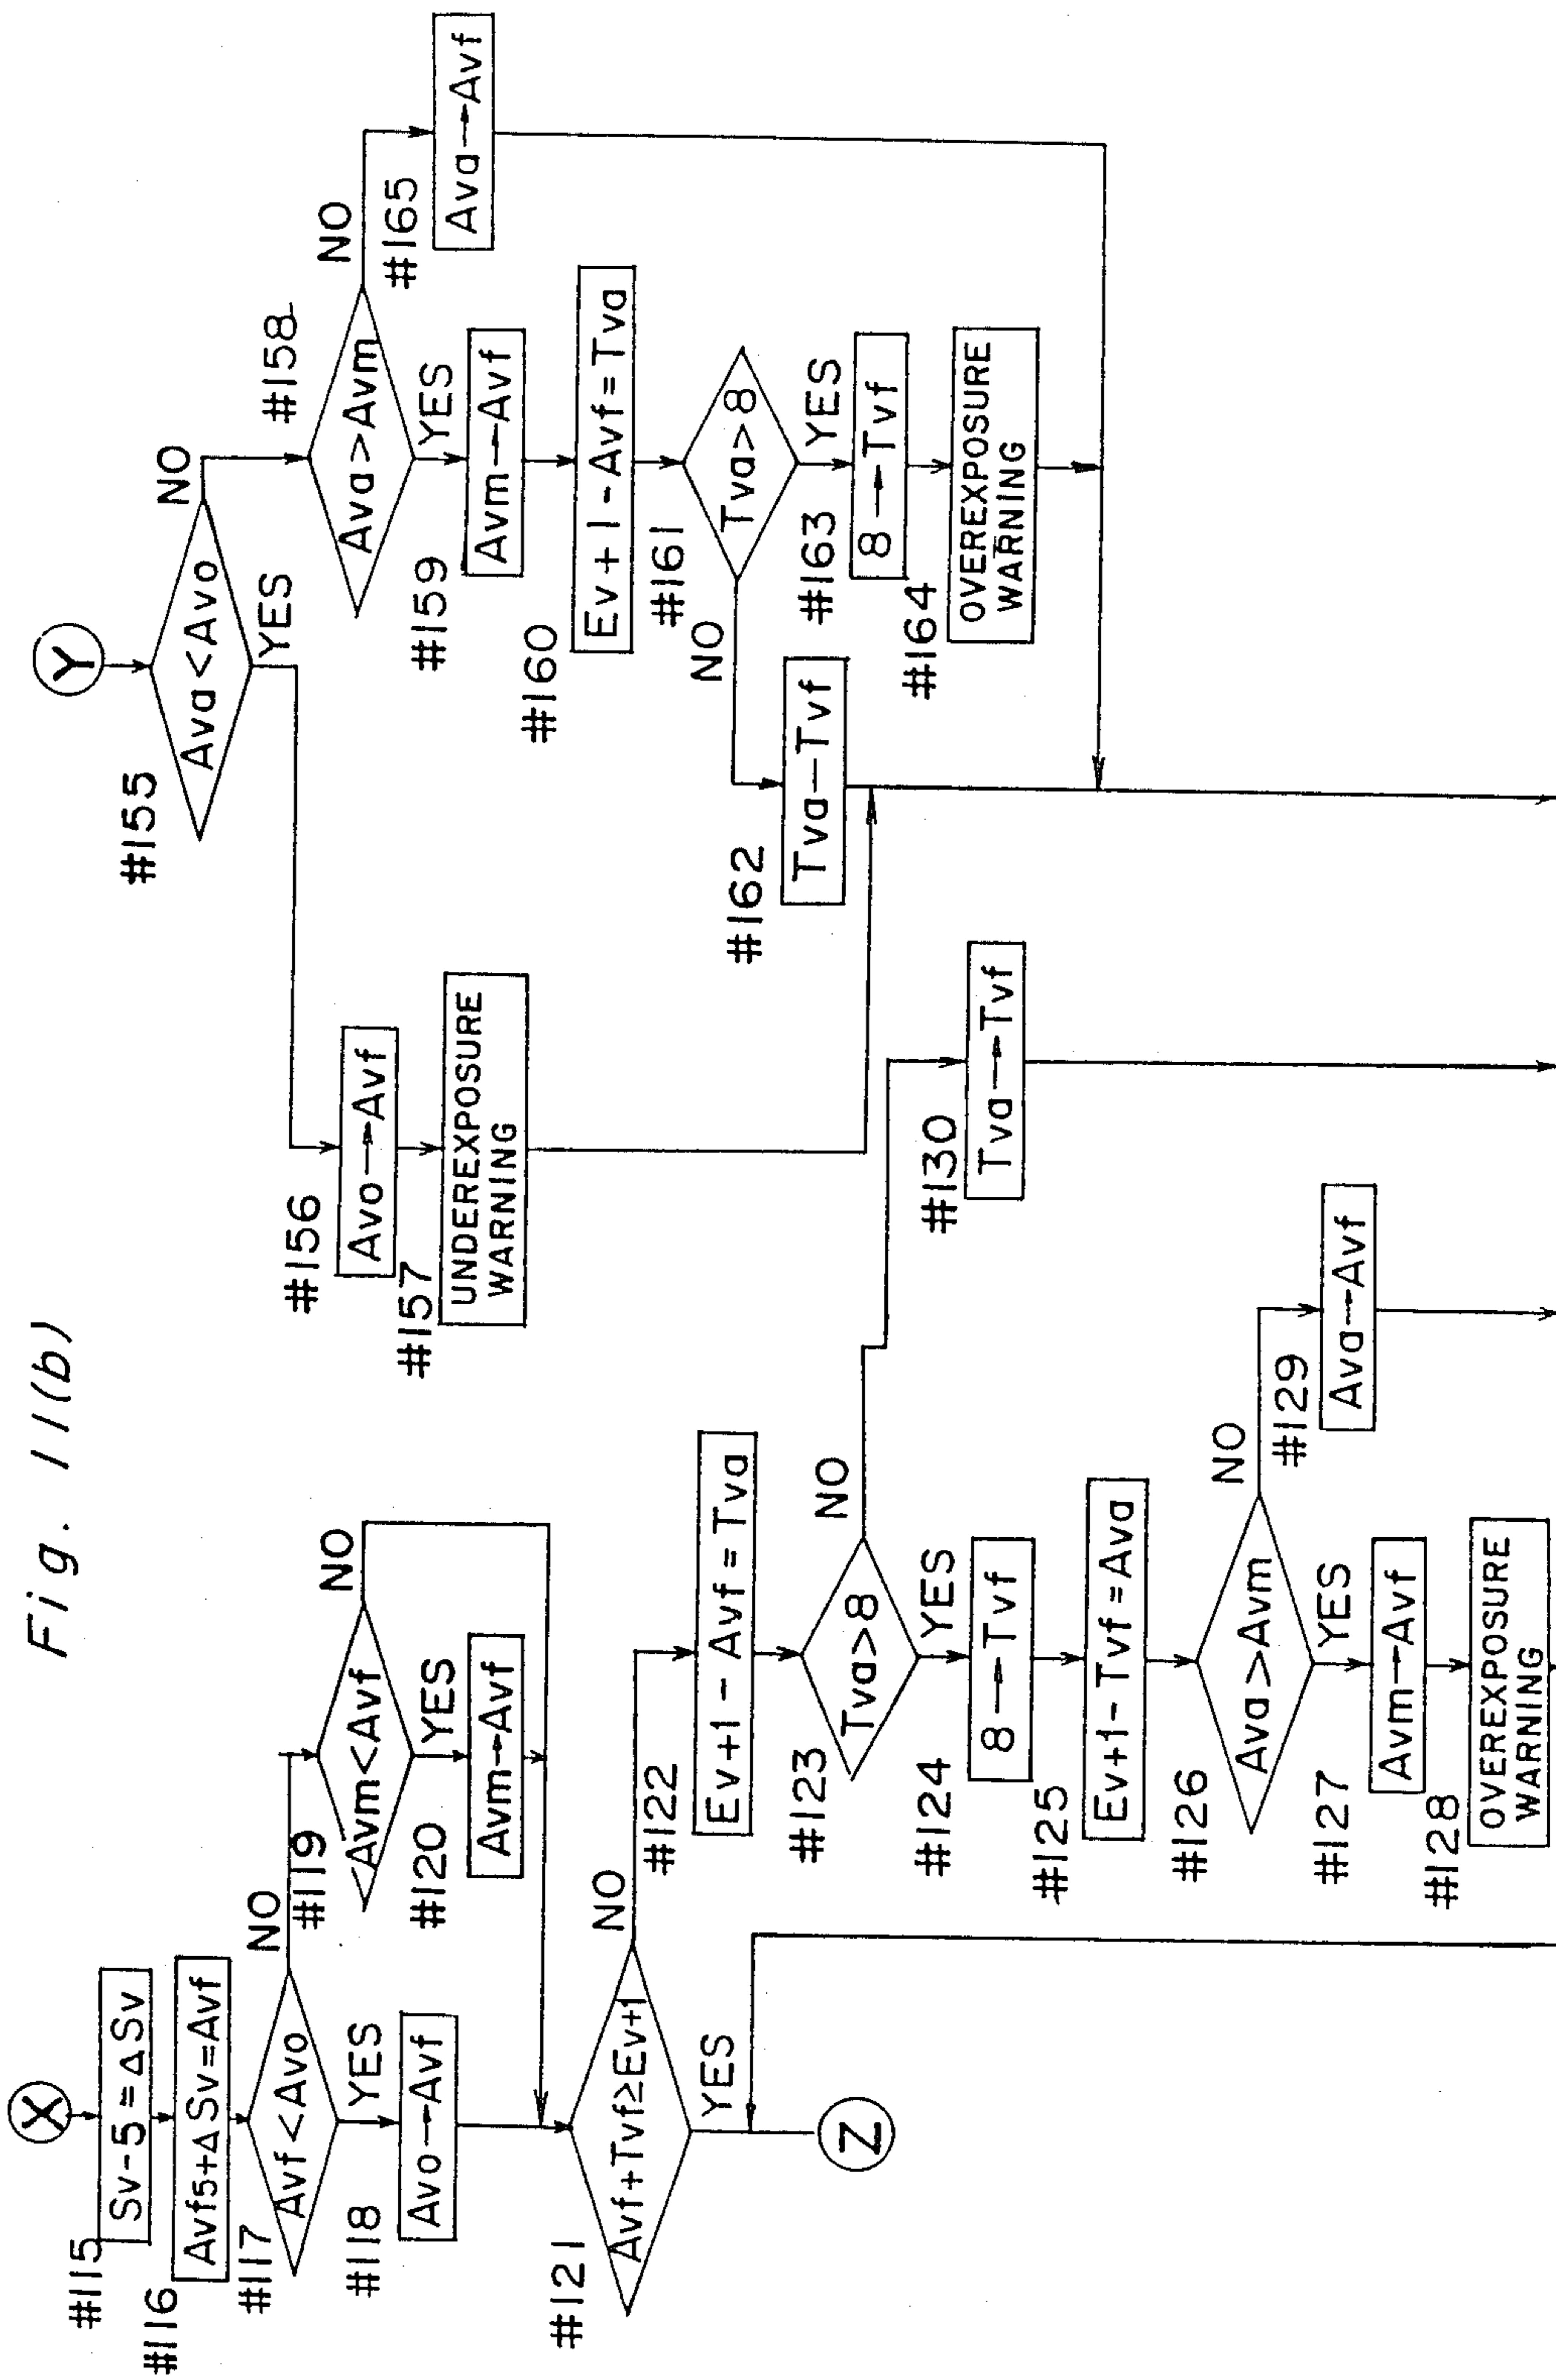 Fig. 11(b)
X
#115
Sv-5=ΔSv
#116
Avf5+ΔSv=Avf
#117
Avf<Avo
NO
YES
#118
Avo→Avf
#119
Avm<Avf
NO
YES
#120
Avm→Avf
#121
Avf+Tvf≥Ev+1
NO
YES
Z
#122
Ev+1-Avf=Tva
#123
Tva>8
NO
YES
#124
8→Tvf
#125
Ev+1-Tvf=Ava
#126
Ava>Avm
NO
YES
#127
Avm→Avf
#128
OVEREXPOSURE
WARNING
#129
Ava→Avf
#130
Tva→Tvf
Y
#155
Ava<Avo
NO
YES
#156
Avo→Avf
#157
UNDEREXPOSURE
WARNING
#158
Ava>Avm
NO
YES
#159
Avm→Avf
#160
Ev+1-Avf=Tva
#161
Tva>8
NO
YES
#162
Tva—Tvf
#163
8→Tvf
#164
OVEREXPOSURE
WARNING
#165
Ava→Avf